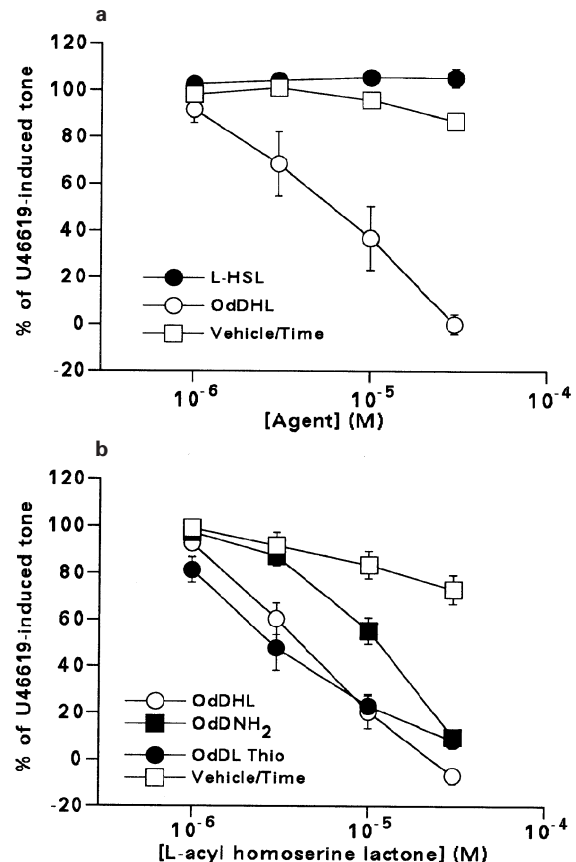 a
120
100
80
60
40
20
0
-20
% of U46619-induced tone
L-HSL
OdDHL
Vehicle/Time
10-6 10-5 10-4
[Agent] (M)
b
120
100
80
60
40
20
0
-20
% of U46619-induced tone
OdDHL
OdDNH2
OdDL Thio
Vehicle/Time
10-6 10-5 10-4
[L-acyl homoserine lactone] (M)